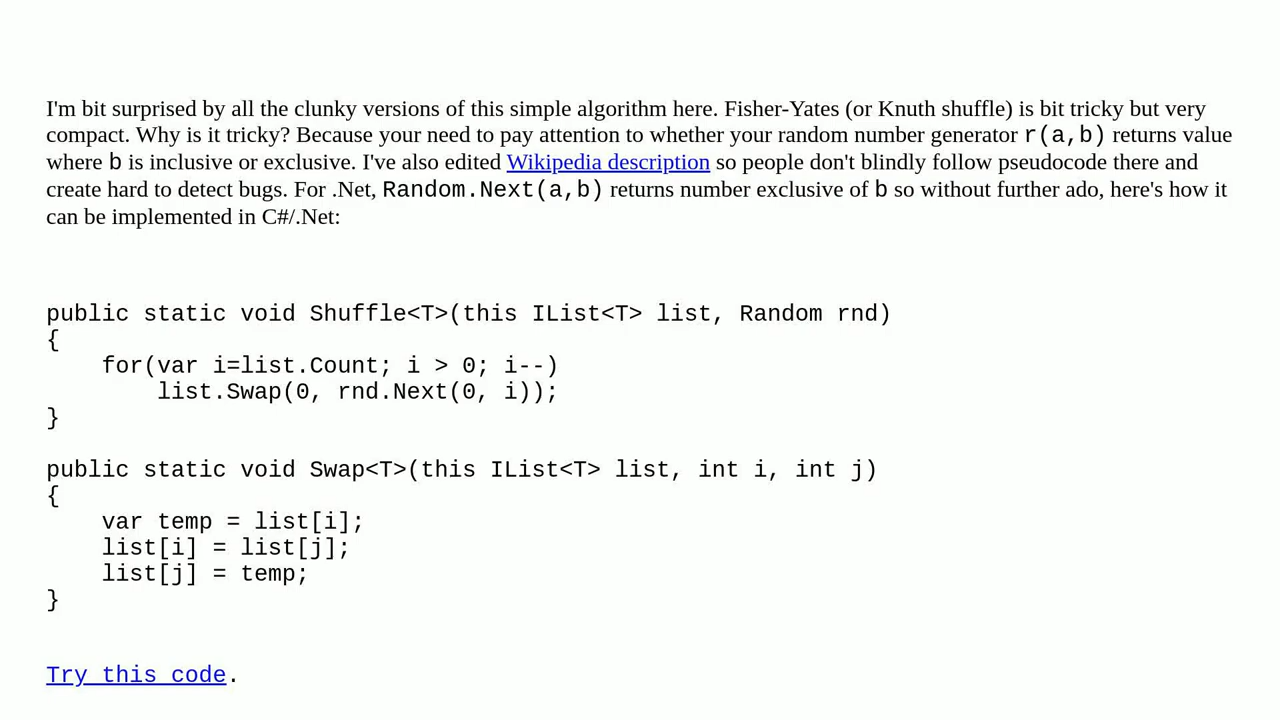 I'm bit surprised by all the clunky versions of this simple algorithm here. Fisher-Yates (or Knuth shuffle) is bit tricky but very
compact. Why is it tricky? Because your need to pay attention to whether your random number generator r(a,b) returns value
where b is inclusive or exclusive. I've also edited Wikipedia description so people don't blindly follow pseudocode there and
create hard to detect bugs. For .Net, Random.Next(a,b) returns number exclusive of b so without further ado, here's how it
can be implemented in C#/.Net:
public static void Shuffle<T>(this IList<T> list, Random rnd)
{
    for(var i=list.Count; i > 0; i--)
        list.Swap(0, rnd.Next(0, i));
}
public static void Swap<T>(this IList<T> list, int i, int j)
{
    var temp = list[i];
    list[i] = list[j];
    list[j] = temp;
}
Try this code.